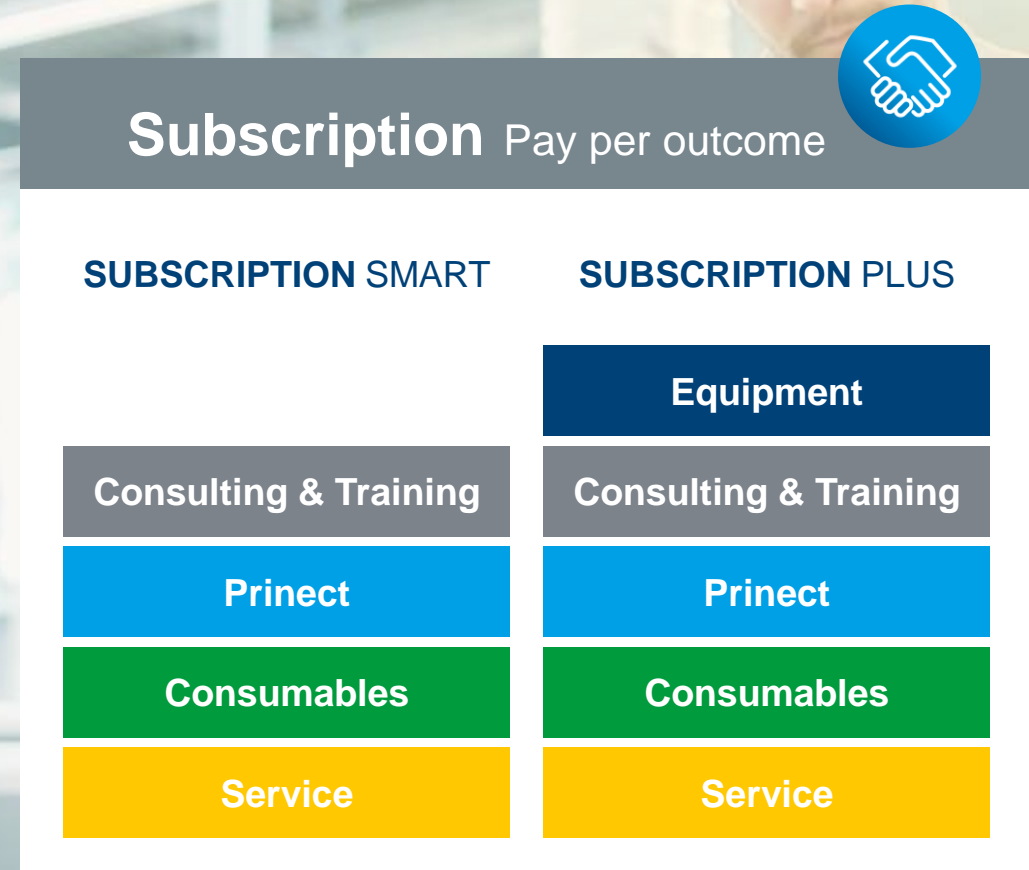 Subscription Pay per outcome
SUBSCRIPTION SMART
SUBSCRIPTION PLUS
Equipment
Consulting & Training
Consulting & Training
Prinect
Prinect
Consumables
Consumables
Service
Service